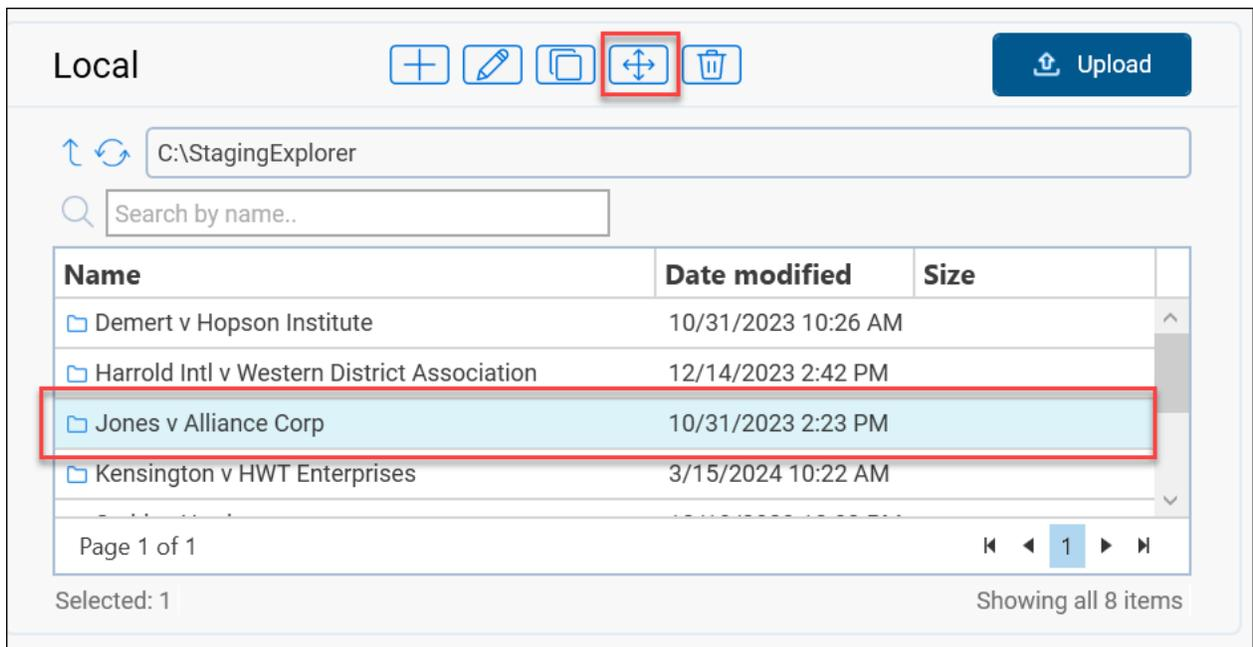 Local
Upload
C:\StagingExplorer
Search by name..
Name Date modified Size
Demert v Hopson Institute 10/31/2023 10:26 AM
Harrold Intl v Western District Association 12/14/2023 2:42 PM
Jones v Alliance Corp 10/31/2023 2:23 PM
Kensington v HWT Enterprises 3/15/2024 10:22 AM
Page 1 of 1 1
Selected: 1 Showing all 8 items